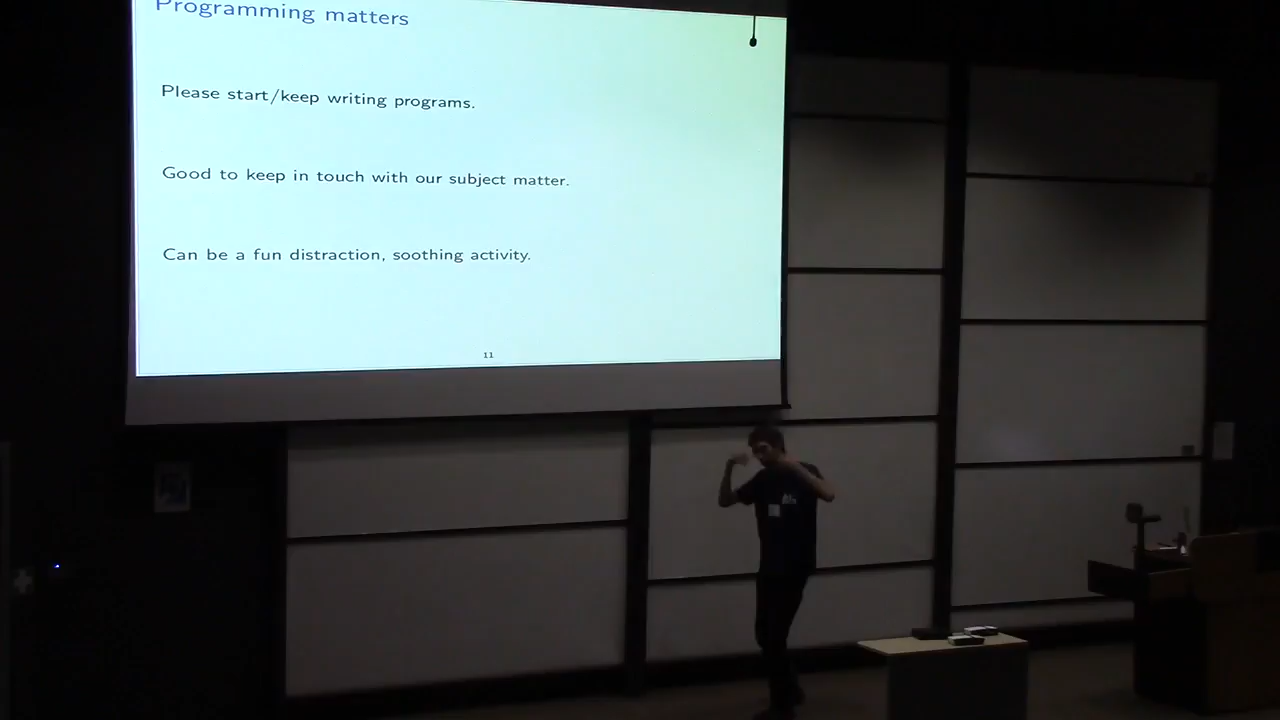 Programming matters
Please start/keep writing programs.
Good to keep in touch with our subject matter.
Can be a fun distraction, soothing activity.
11